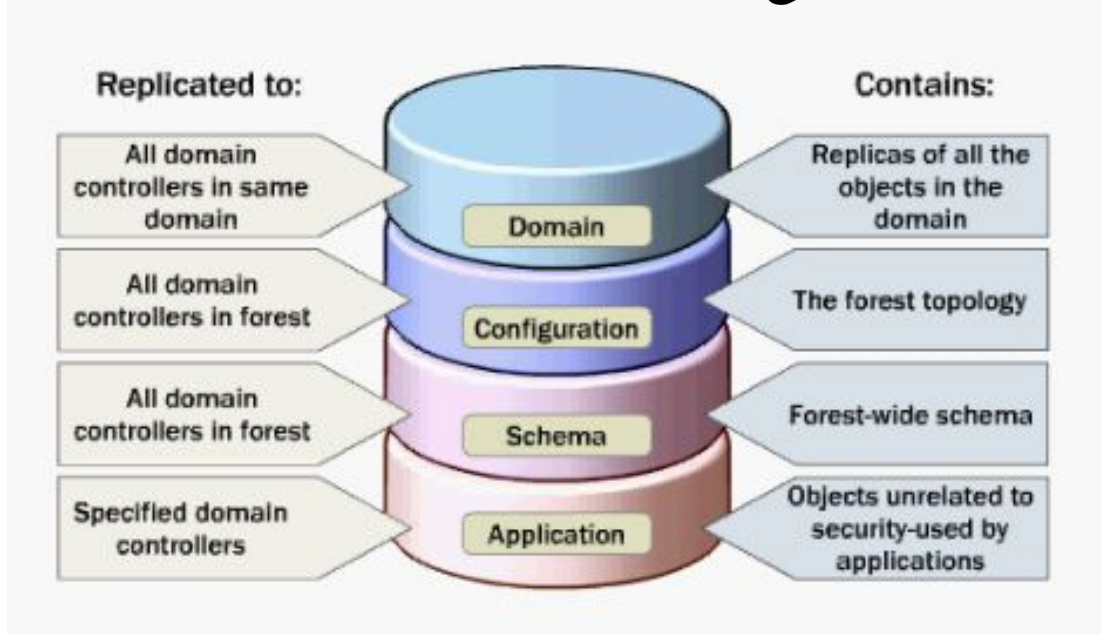 Replicated to:
Contains:
All domain
controllers in same
domain
Domain
Replicas of all the
objects in the
domain
All domain
controllers in forest
Configuration
The forest topology
All domain
controllers in forest
Schema
Forest-wide schema
Specified domain
controllers
Application
Objects unrelated to
security-used by
applications